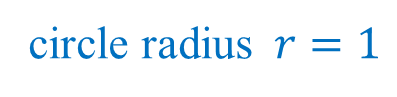 circle radius r = 1